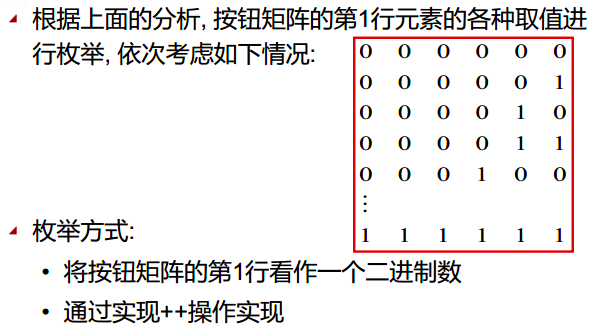 根据上面的分析, 按钮矩阵的第1行元素的各种取值进
行枚举, 依次考虑如下情况:
0 0 0 0 0 0
0 0 0 0 0 1
0 0 0 0 1 0
0 0 0 0 1 1
0 0 0 1 0 0
⋮
1 1 1 1 1 1
枚举方式:
• 将按钮矩阵的第1行看作一个二进制数
• 通过实现++操作实现